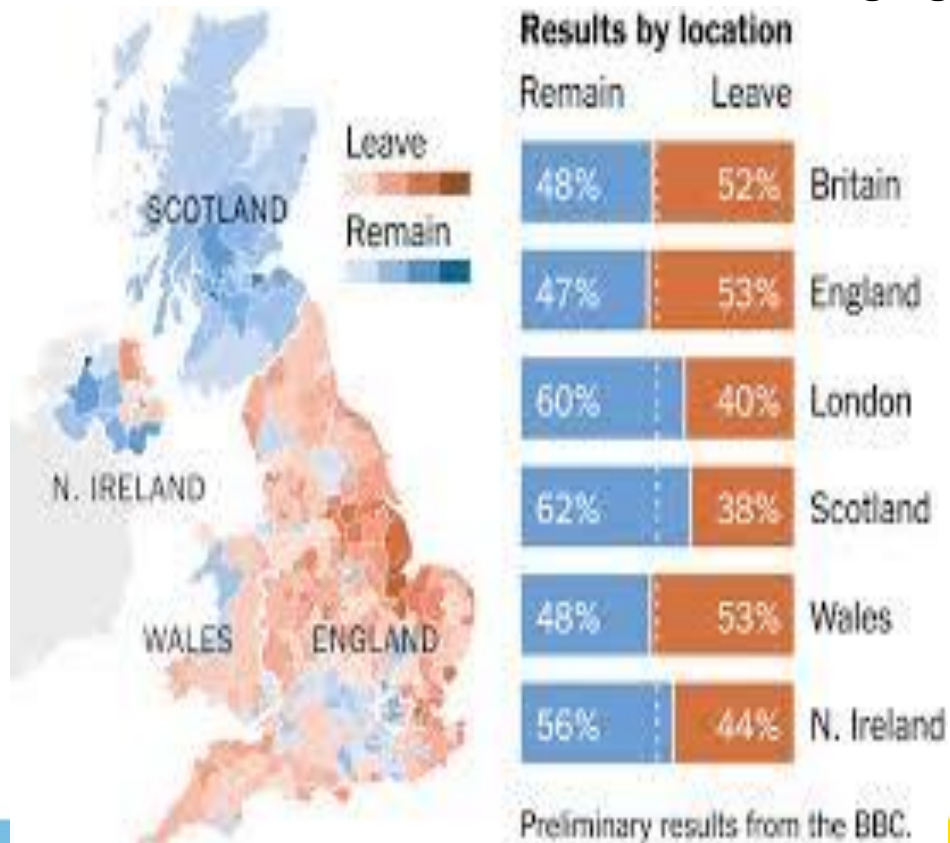 Results by location
Remain Leave
48% 52% Britain
47% 53% England
60% 40% London
62% 38% Scotland
48% 53% Wales
56% 44% N. Ireland
Preliminary results from the BBC.
Leave
Remain
SCOTLAND
N. IRELAND
WALES
ENGLAND